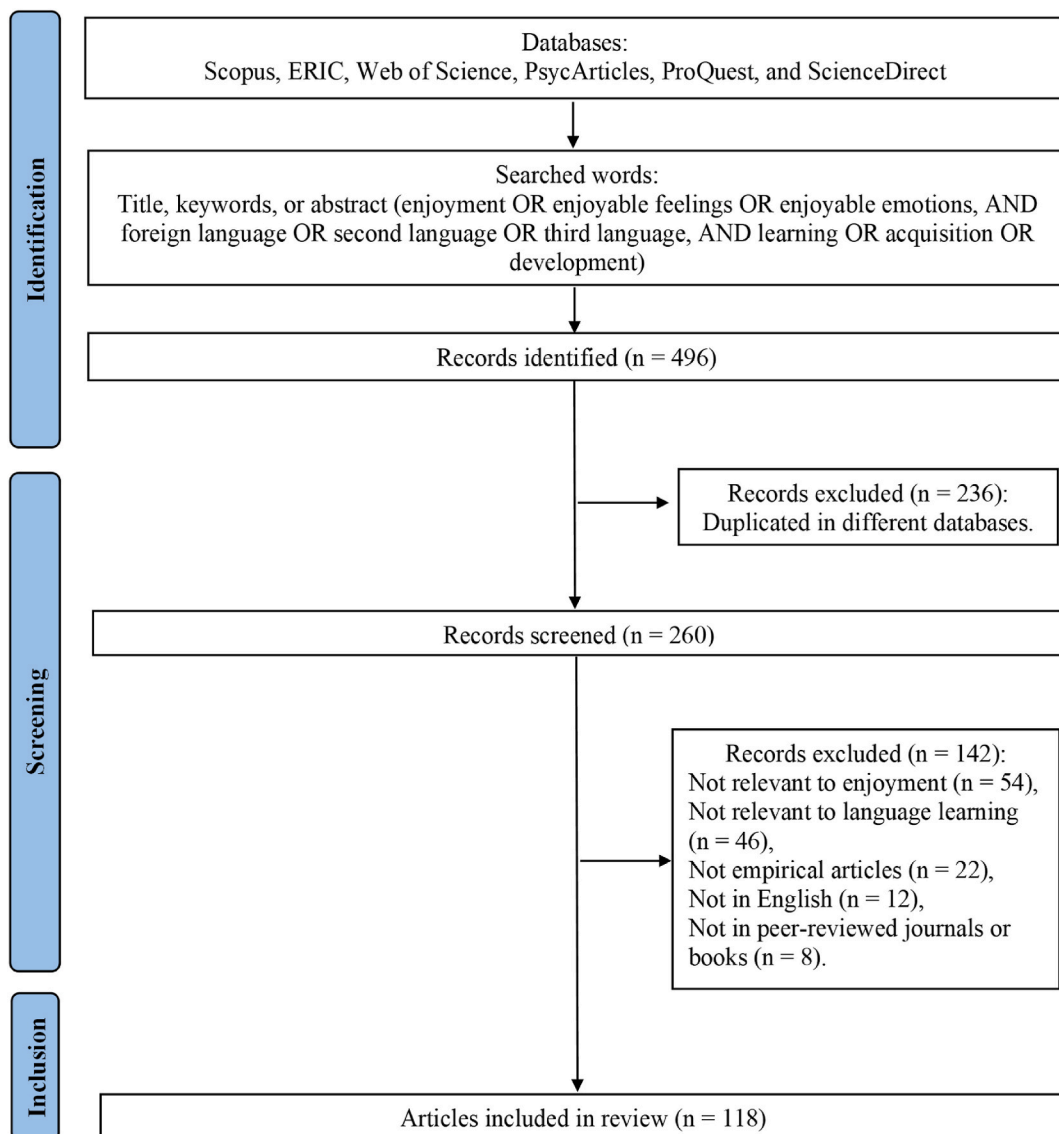 Identification
Databases:
Scopus, ERIC, Web of Science, PsycArticles, ProQuest, and ScienceDirect
Searched words:
Title, keywords, or abstract (enjoyment OR enjoyable feelings OR enjoyable emotions, AND
foreign language OR second language OR third language, AND learning OR acquisition OR
development)
Records identified (n = 496)
Screening
Records excluded (n = 236):
Duplicated in different databases.
Records screened (n = 260)
Records excluded (n = 142):
Not relevant to enjoyment (n = 54),
Not relevant to language learning
(n = 46),
Not empirical articles (n = 22),
Not in English (n = 12),
Not in peer-reviewed journals or
books (n = 8).
Inclusion
Articles included in review (n = 118)